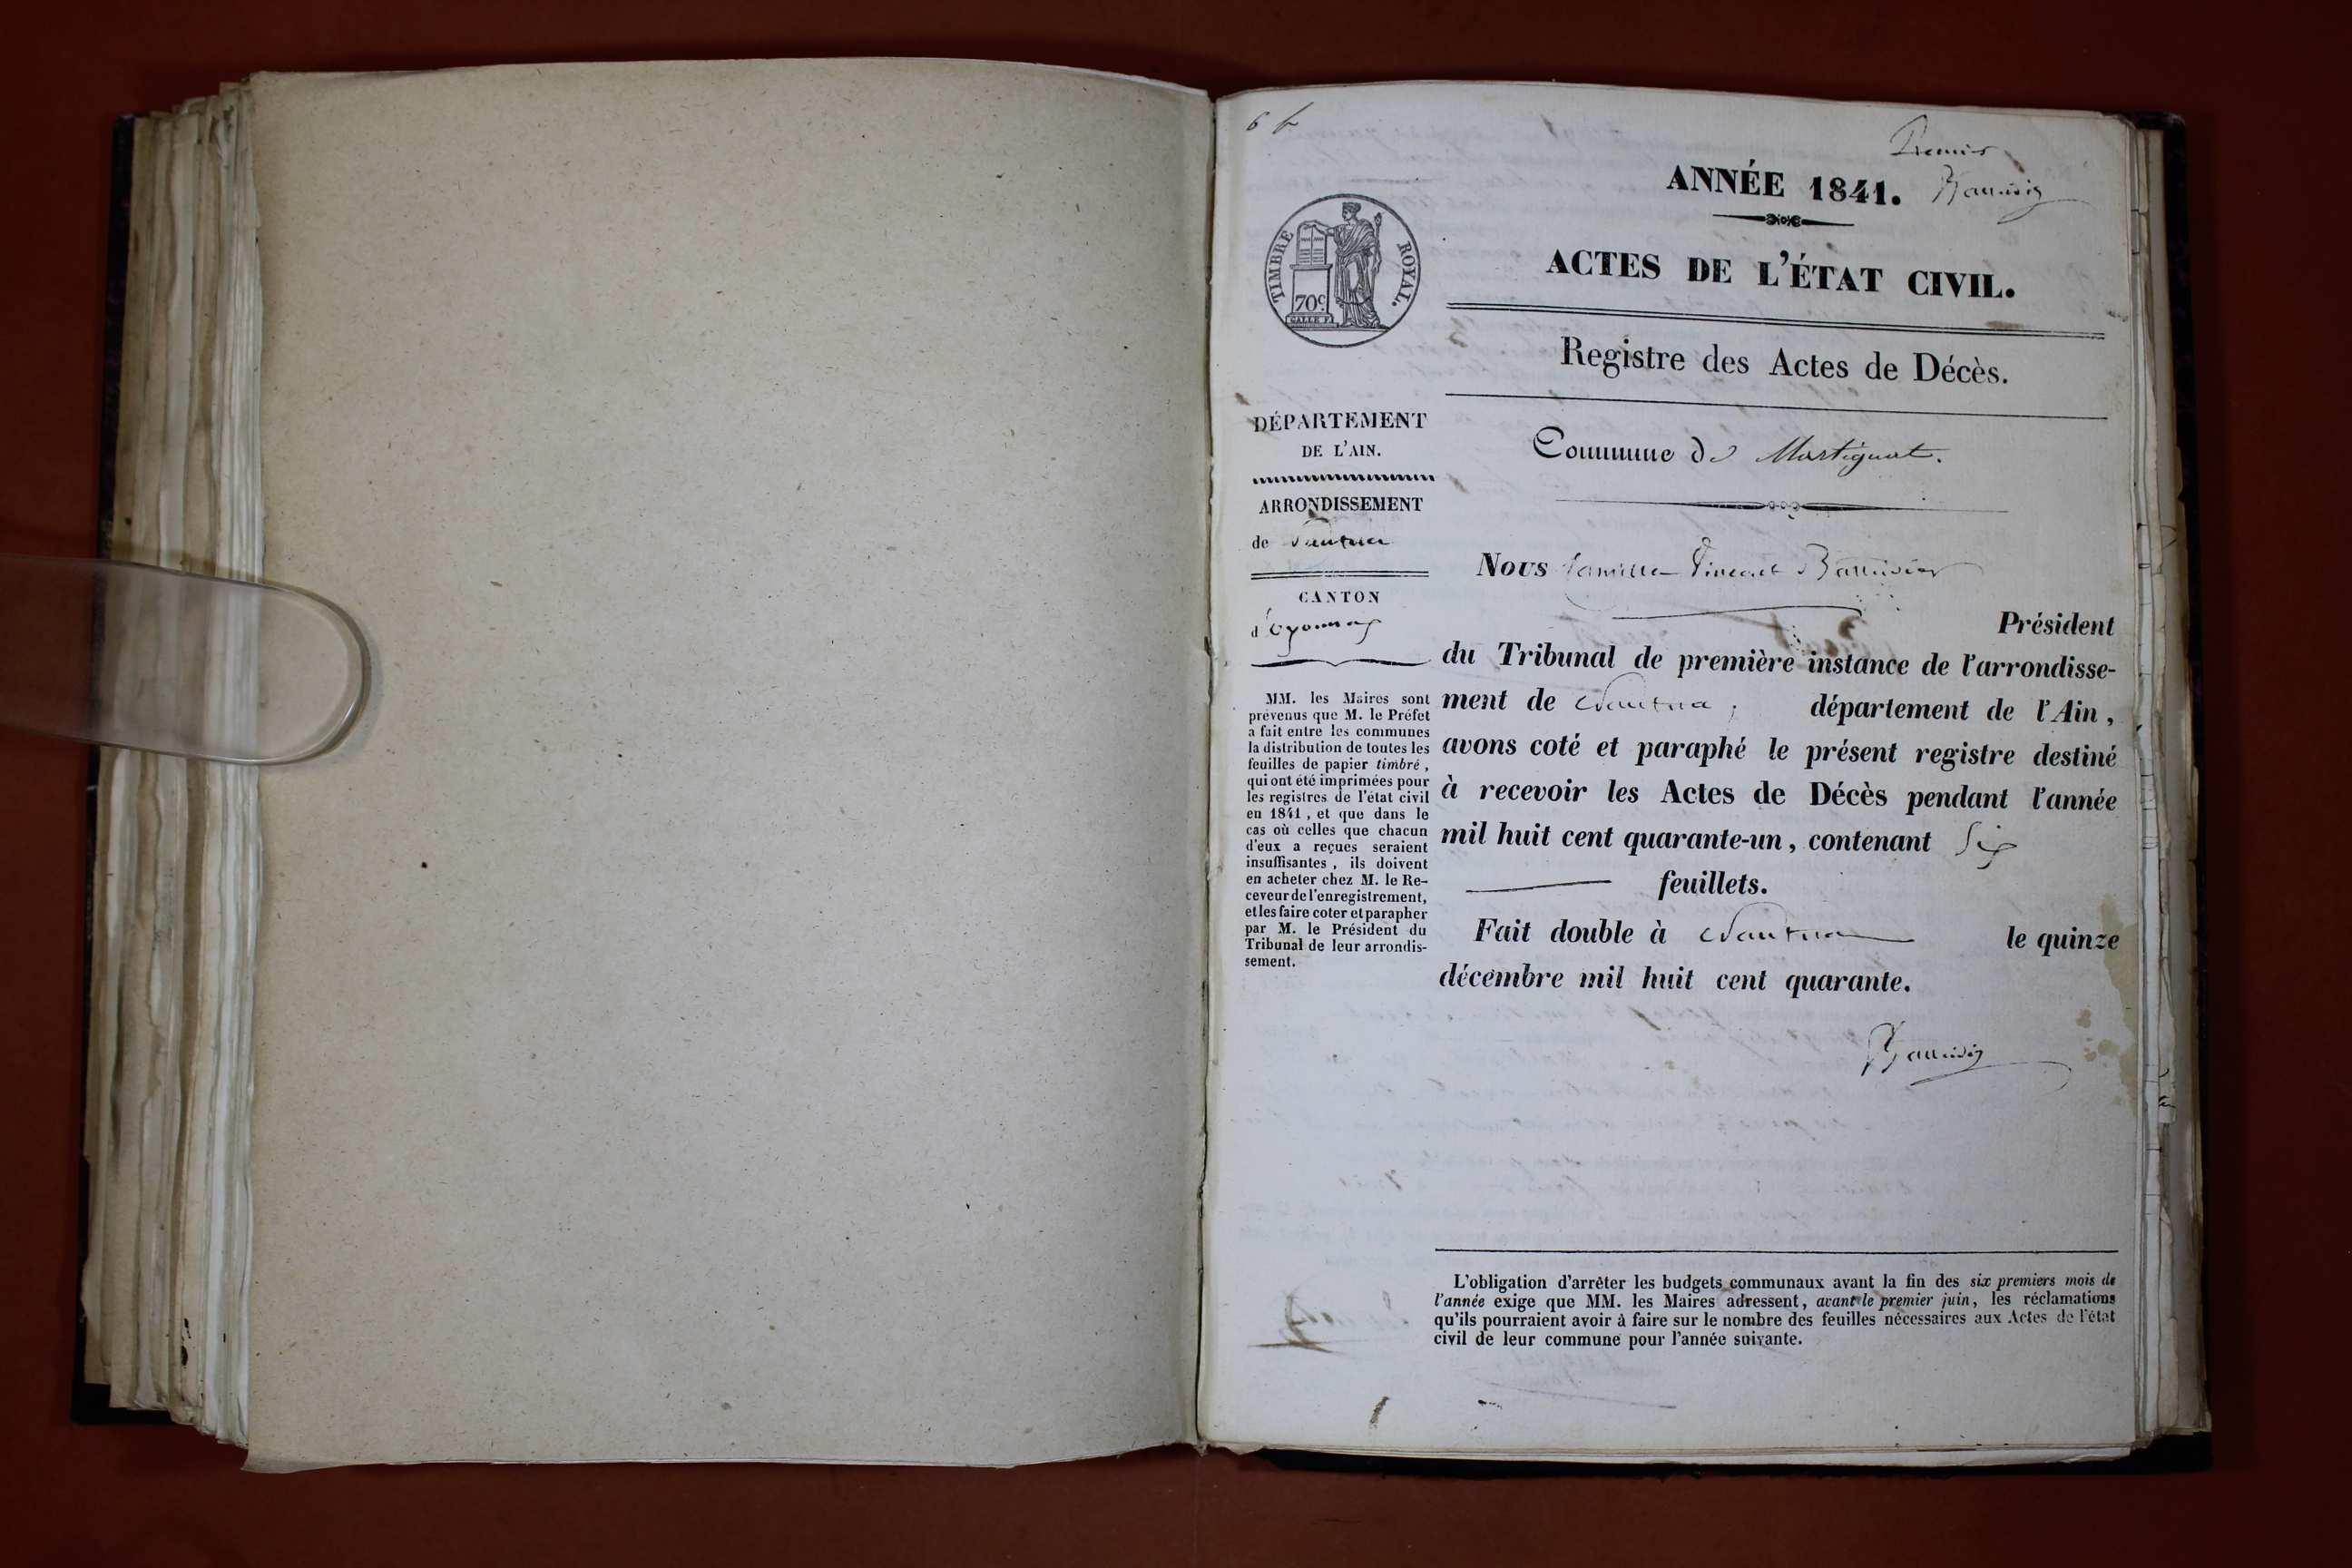 6 f
Premier
ANNÉE 1841.
TIMBRE ROYAL.
70c
ACTES DE L'ÉTAT CIVIL.
Registre des Actes de Décès.
DÉPARTEMENT
DE L'AIN.
ARRONDISSEMENT
de Nantua
CANTON
d'Oyonnax
MM. les Maires sont
prévenus que M. le Préfet
a fait entre les communes
la distribution de toutes les
feuilles de papier timbré,
qui ont été imprimées pour
les registres de l'état civil
en 1841, et que dans le
cas où celles que chacun
d'eux a reçues seraient
insuffisantes, ils doivent
en acheter chez M. le Re-
ceveur de l'enregistrement,
et les faire coter et parapher
par M. le Président du
Tribunal de leur arrondis-
sement.
Commune de Martignat.
Nous Camille Vincent
Président
du Tribunal de première instance de l'arrondisse-
ment de Nantua, département de l'Ain,
avons coté et paraphé le présent registre destiné
à recevoir les Actes de Décès pendant l'année
mil huit cent quarante-un, contenant Six
feuillets.
Fait double à Nantua le quinze
décembre mil huit cent quarante.
L'obligation d'arrêter les budgets communaux avant la fin des six premiers mois de
l'année exige que MM. les Maires adressent, avant le premier juin, les réclamations
qu'ils pourraient avoir à faire sur le nombre des feuilles nécessaires aux Actes de l'état
civil de leur commune pour l'année suivante.